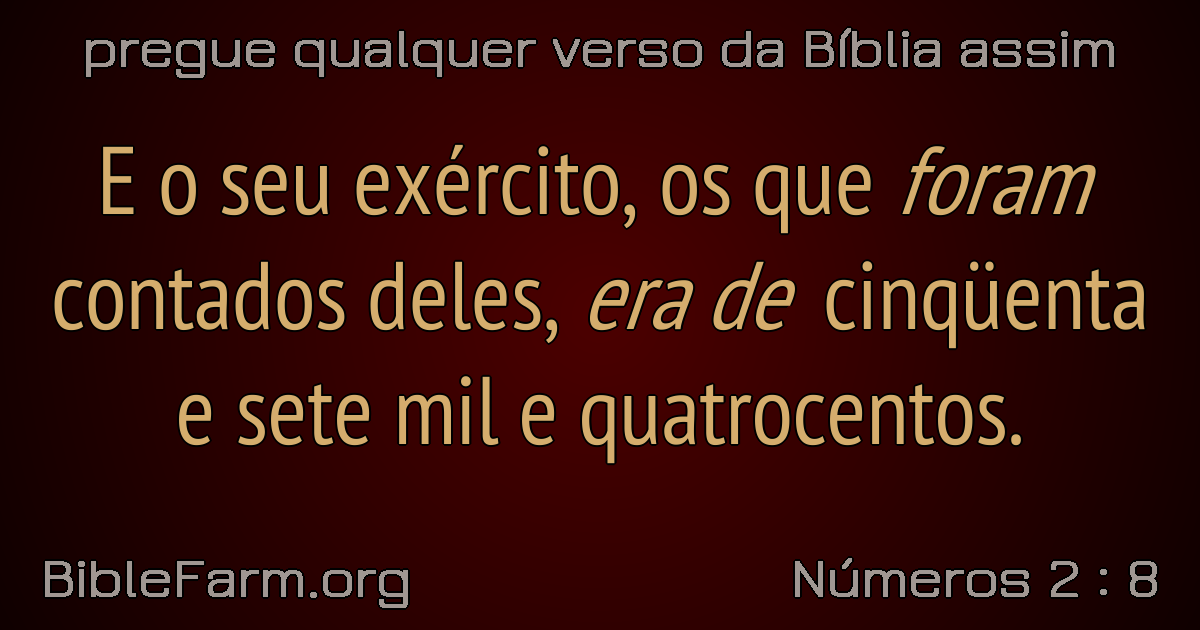 pregue qualquer verso da Bíblia assim
E o seu exército, os que foram
contados deles, era de cinqüenta
e sete mil e quatrocentos.
BibleFarm.org
Números 2 : 8